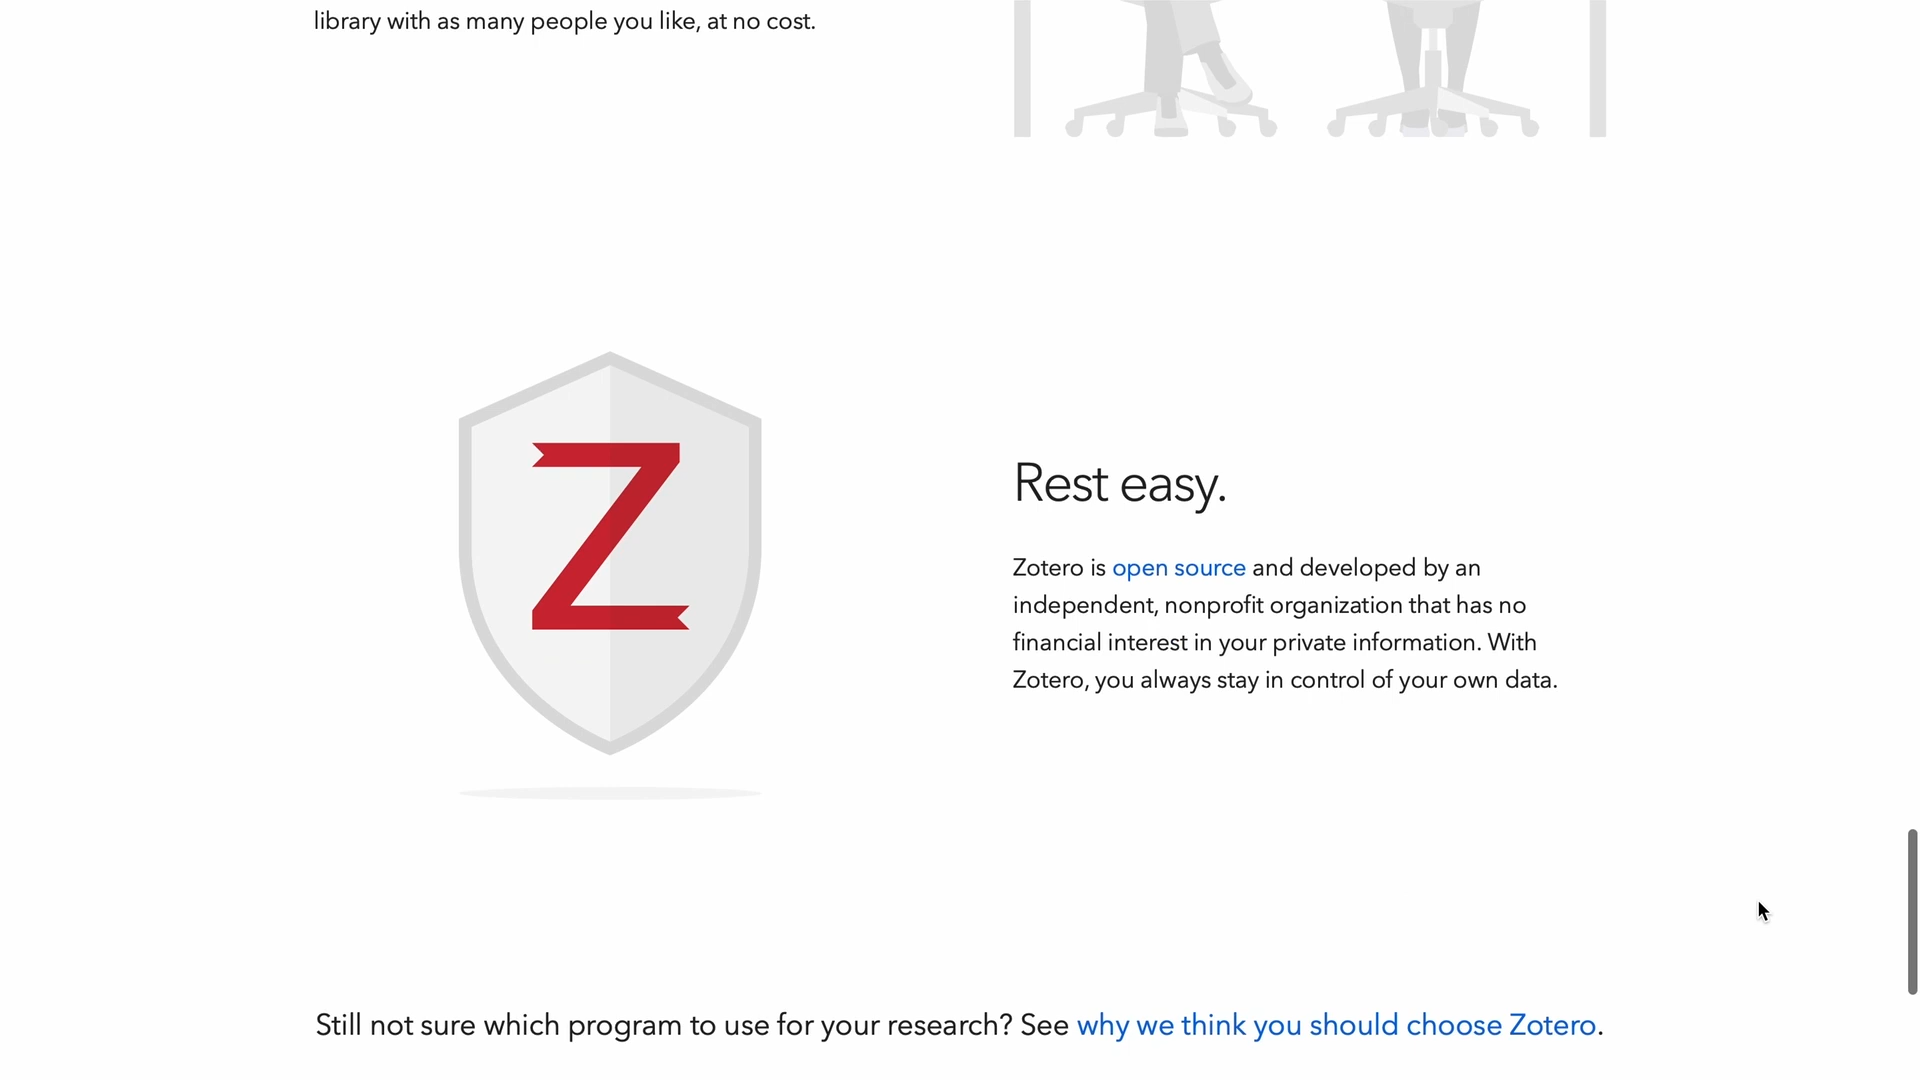 library with as many people you like, at no cost.
Z
Rest easy.
Zotero is open source and developed by an
independent, nonprofit organization that has no
financial interest in your private information. With
Zotero, you always stay in control of your own data.
Still not sure which program to use for your research? See why we think you should choose Zotero.